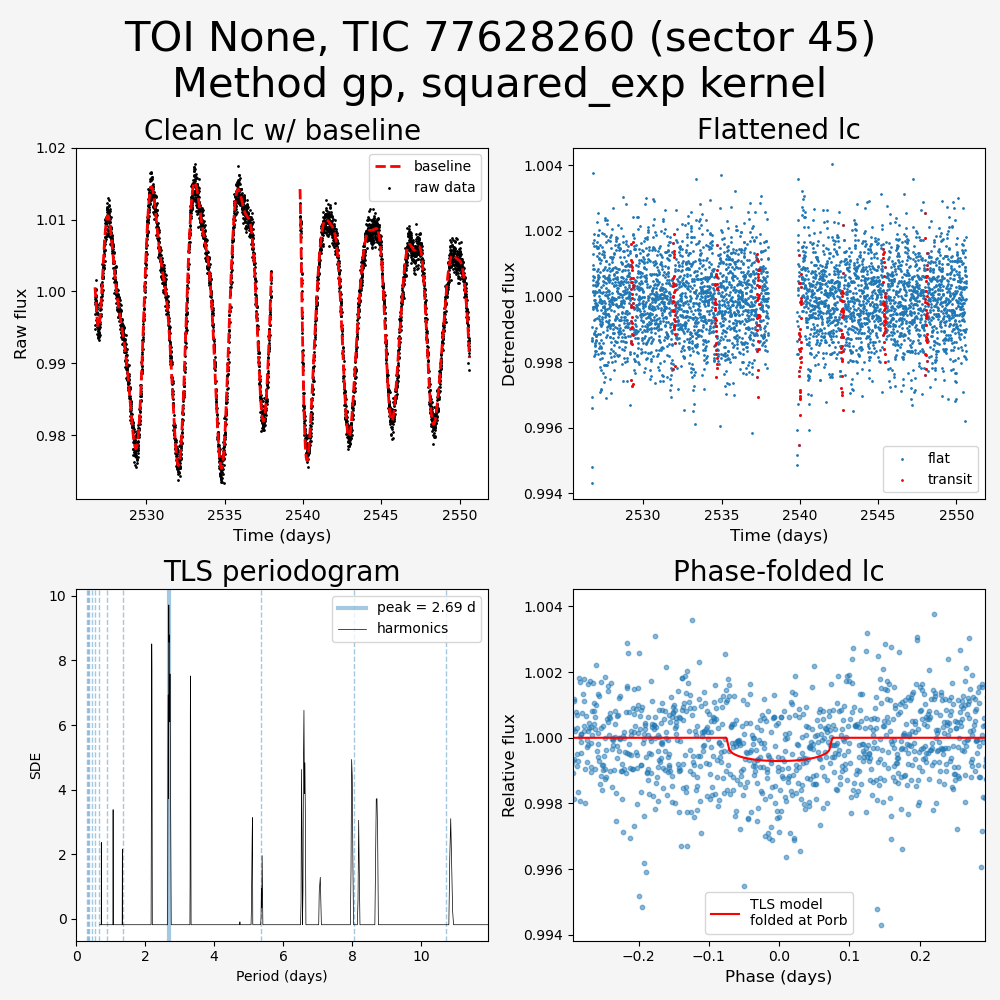 TOI None, TIC 77628260 (sector 45)
Method gp, squared_exp kernel
Clean lc w/ baseline
1.02
1.01
1.00
0.99
0.98
Raw flux
baseline
raw data
2530
2535
2540
2545
2550
Time (days)
Flattened lc
1.004
1.002
1.000
0.998
0.996
0.994
Detrended flux
flat
transit
2530
2535
2540
2545
2550
Time (days)
TLS periodogram
10
8
6
4
2
0
SDE
peak = 2.69 d
harmonics
0
2
4
6
8
10
Period (days)
Phase-folded lc
1.004
1.002
1.000
0.998
0.996
0.994
Relative flux
TLS model
folded at Porb
−0.2
−0.1
0.0
0.1
0.2
Phase (days)